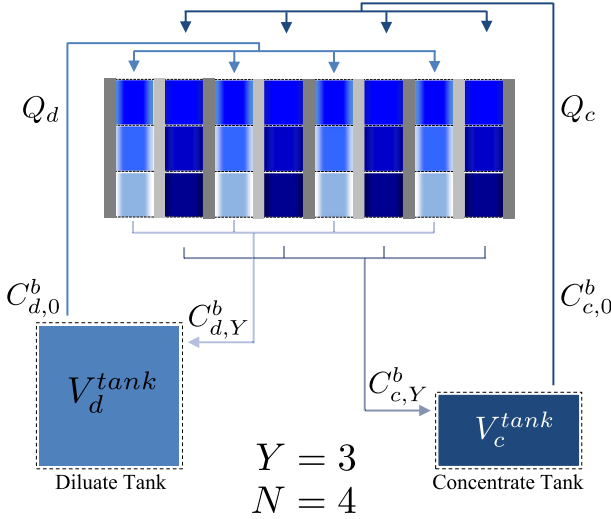 Q_d
Q_c
C^b_{d,0}
C^b_{c,0}
C^b_{d,Y}
C^b_{c,Y}
V^{tank}_d
V^{tank}_c
Y = 3
Diluate Tank
Concentrate Tank
N = 4